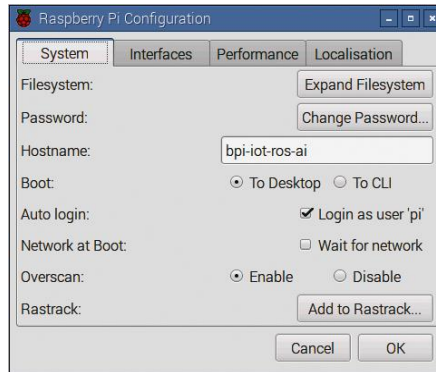 Raspberry Pi Configuration
System Interfaces Performance Localisation
Filesystem: Expand Filesystem
Password: Change Password...
Hostname: bpi-iot-ros-ai
Boot: To Desktop To CLI
Auto login: Login as user 'pi'
Network at Boot: Wait for network
Overscan: Enable Disable
Rastrack: Add to Rastrack...
Cancel OK